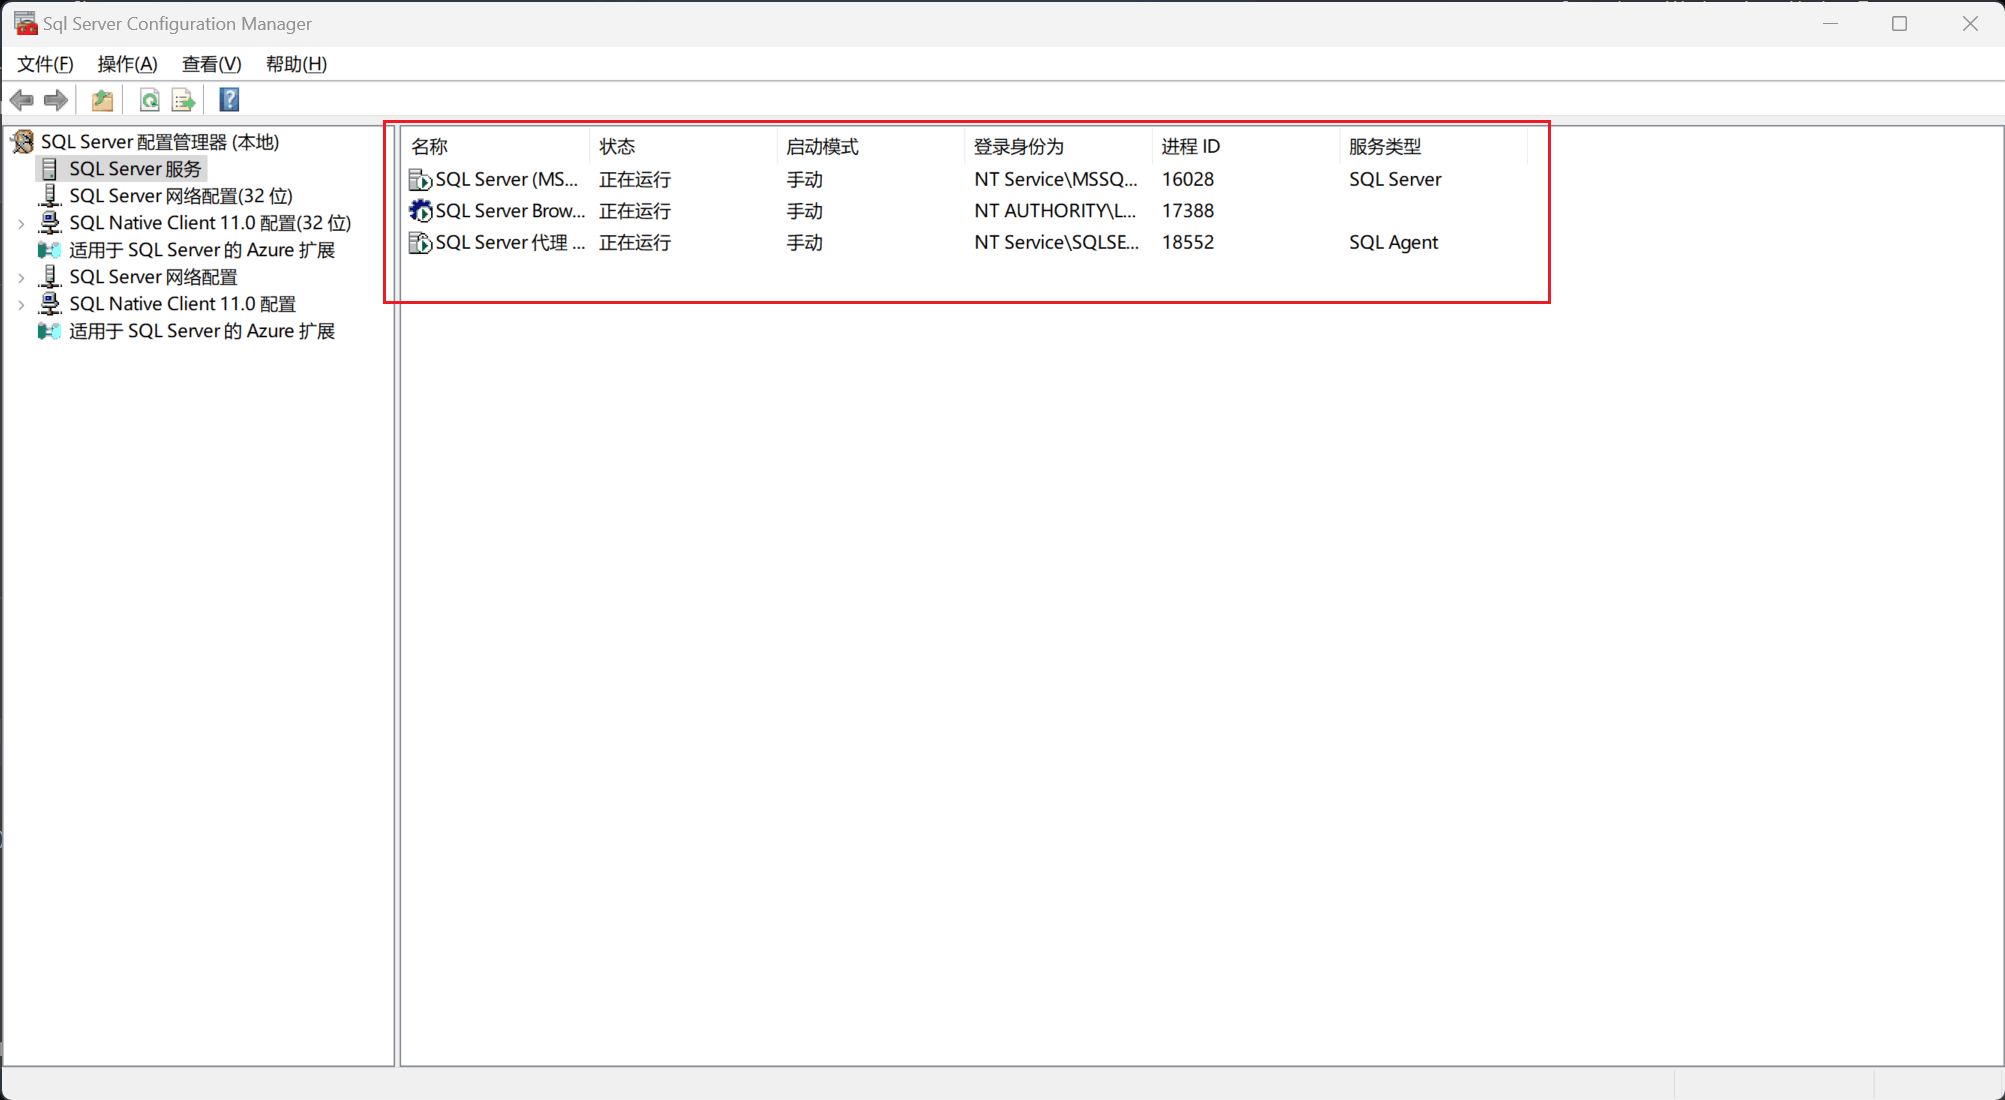 Sql Server Configuration Manager
文件(F) 操作(A) 查看(V) 帮助(H)
SQL Server 配置管理器 (本地)
SQL Server 服务
SQL Server 网络配置(32 位)
SQL Native Client 11.0 配置(32 位)
适用于 SQL Server 的 Azure 扩展
SQL Server 网络配置
SQL Native Client 11.0 配置
适用于 SQL Server 的 Azure 扩展
名称 状态 启动模式 登录身份为 进程 ID 服务类型
SQL Server (MS... 正在运行 手动 NT Service\MSSQ... 16028 SQL Server
SQL Server Brow... 正在运行 手动 NT AUTHORITY\L... 17388
SQL Server 代理 ... 正在运行 手动 NT Service\SQLSE... 18552 SQL Agent